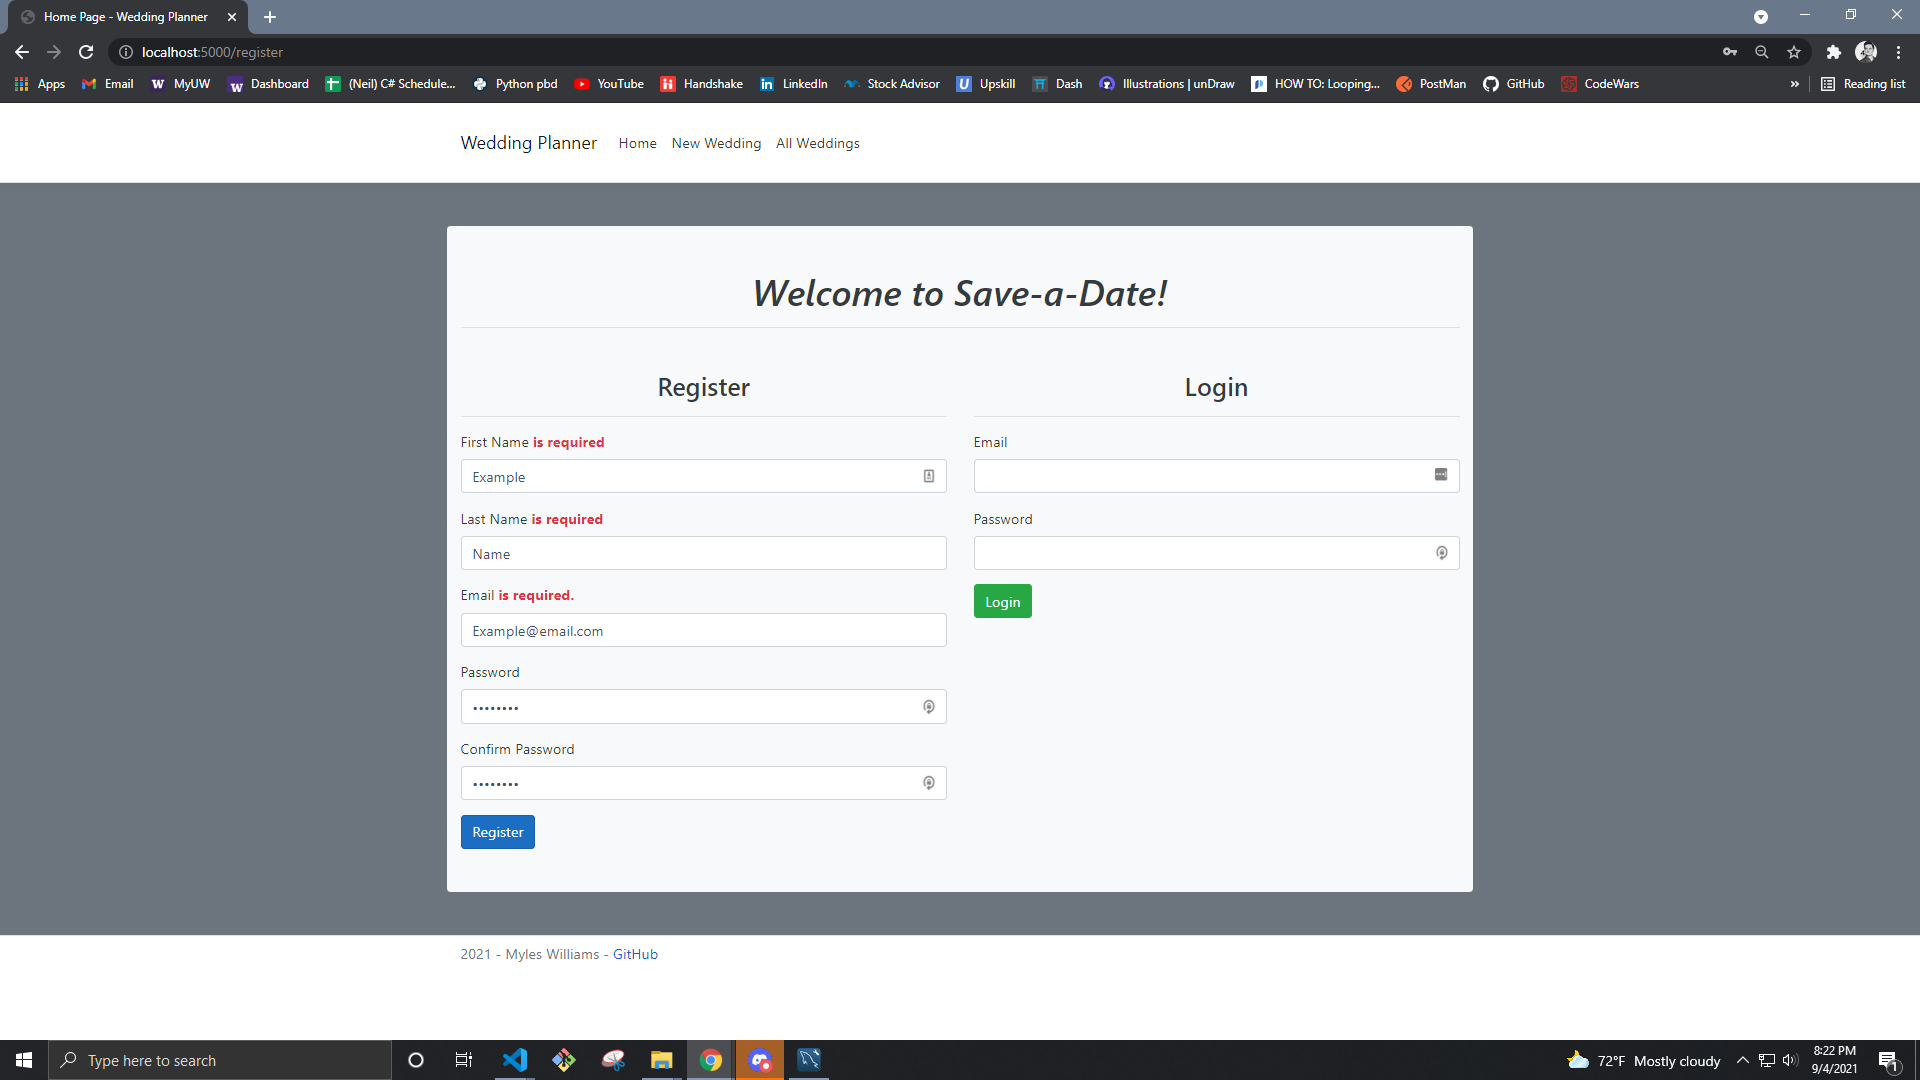 Home Page - Wedding Planner
localhost:5000/register
Apps Email MyUW Dashboard (Neil) C# Schedule... Python pbd YouTube Handshake LinkedIn Stock Advisor Upskill Dash Illustrations | unDraw HOW TO: Looping... PostMan GitHub CodeWars » Reading list
Wedding Planner Home New Wedding All Weddings
Welcome to Save-a-Date!
Register
First Name is required
Example
Last Name is required
Name
Email is required.
Example@email.com
Password
••••••••
Confirm Password
••••••••
Register
Login
Email
Password
Login
2021 - Myles Williams - GitHub
Type here to search
72°F Mostly cloudy
8:22 PM
9/4/2021
1